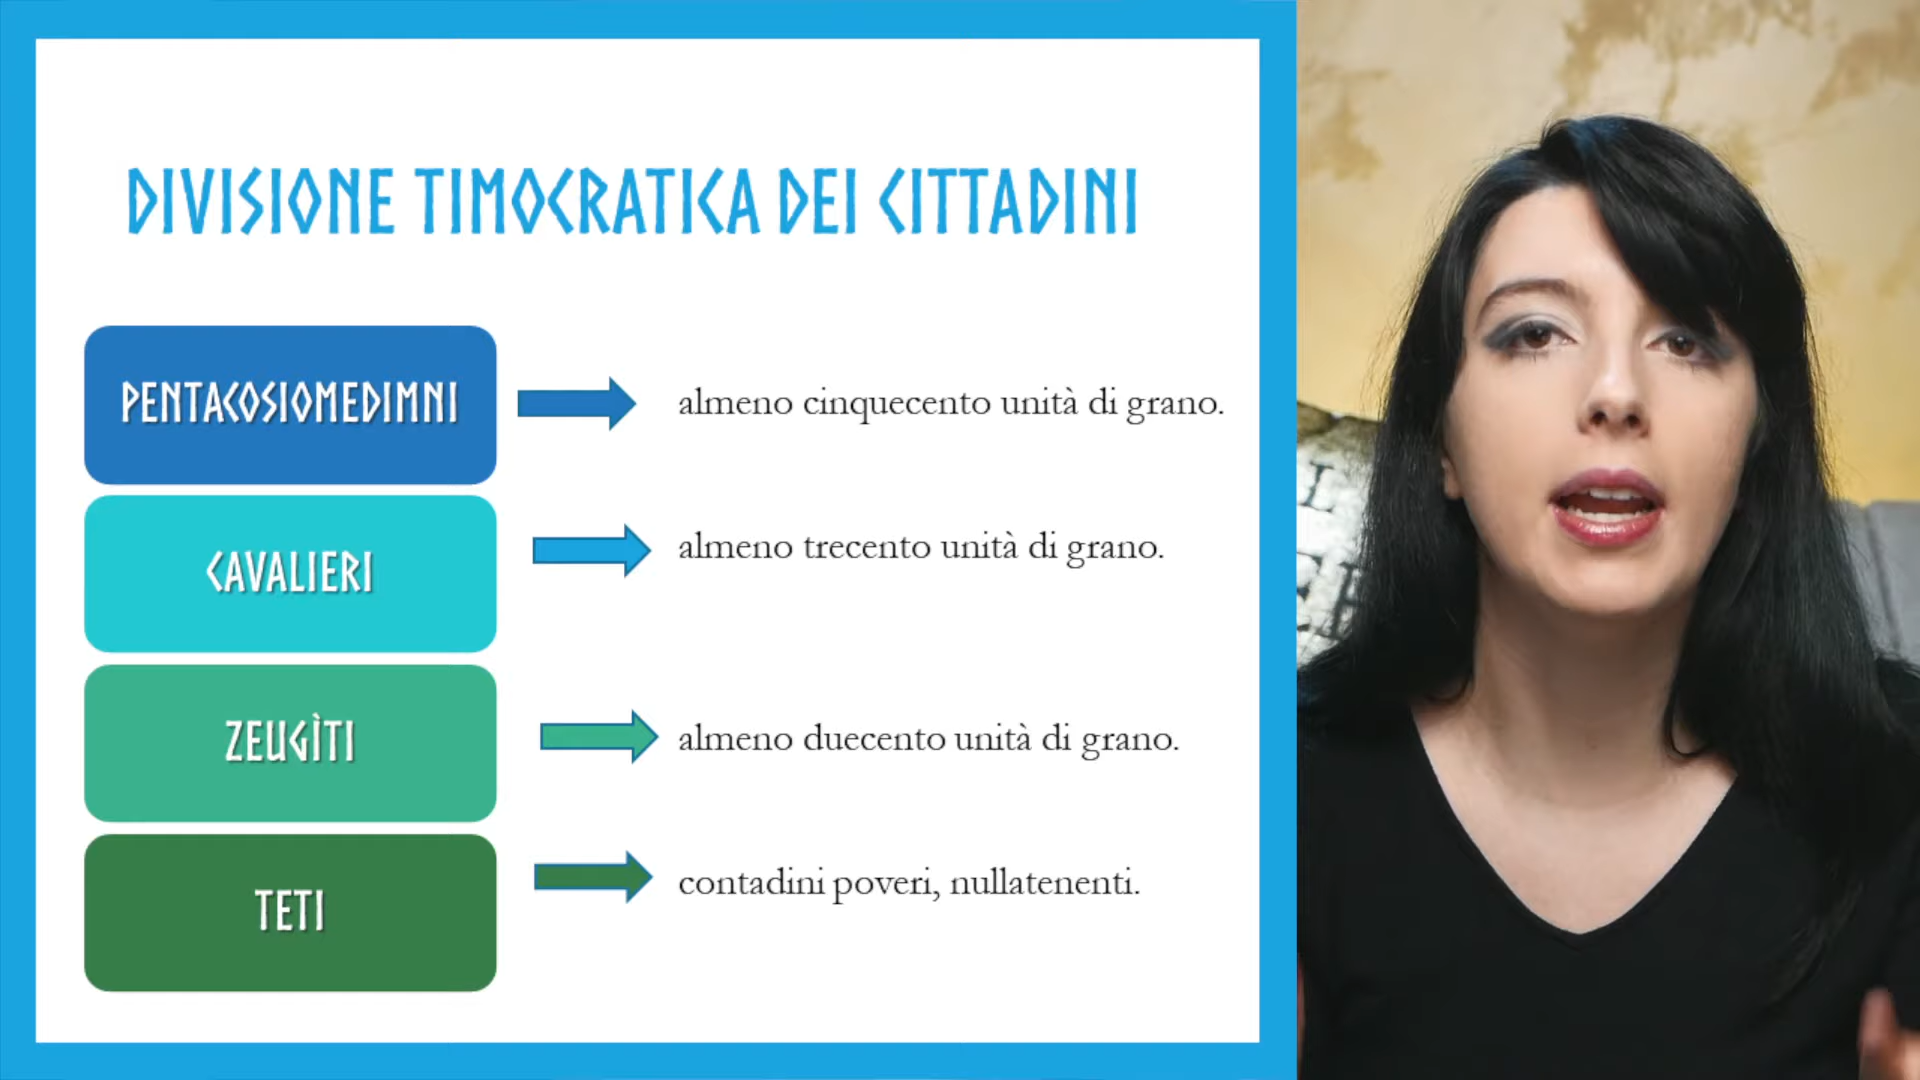 DIVISIONE TIMOCRATICA DEI CITTADINI
PENTACOSIOMEDIMNI
almeno cinquecento unità di grano.
CAVALIERI
almeno trecento unità di grano.
ZEUGÌTI
almeno duecento unità di grano.
TETI
contadini poveri, nullatenenti.